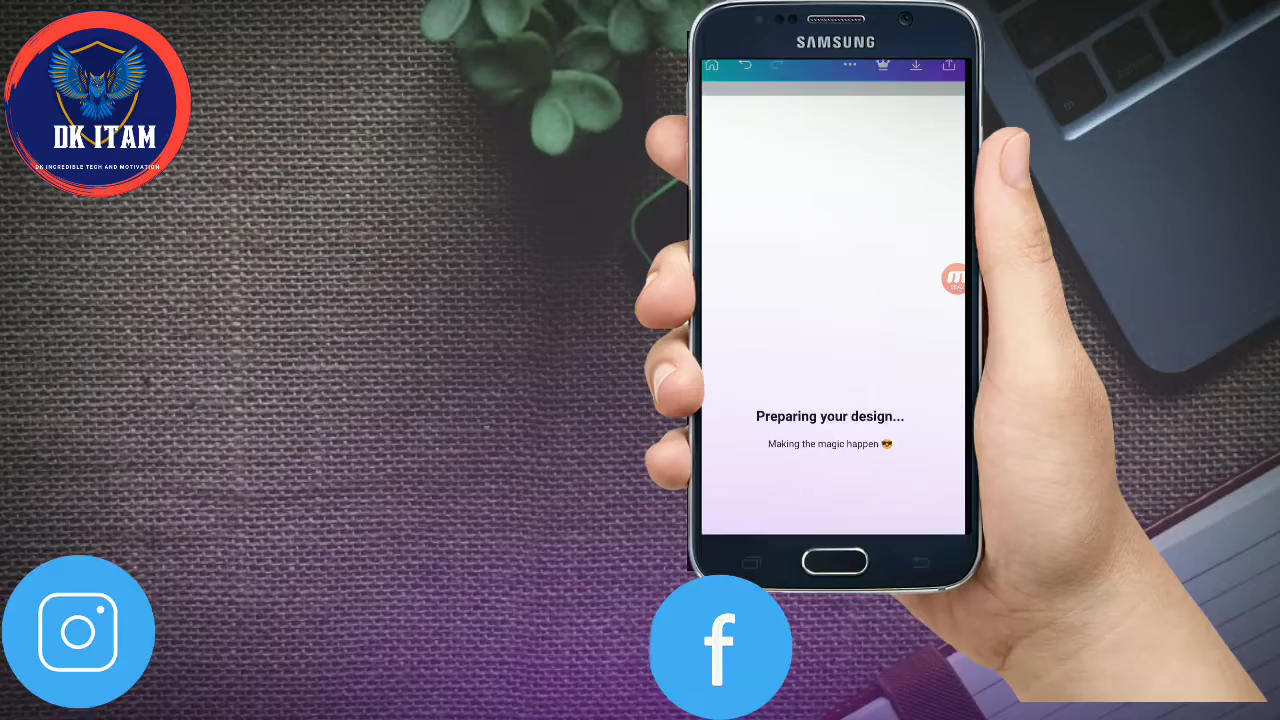 SAMSUNG
DK ITAM
DK INCREDIBLE TECH AND MOTIVATION
Preparing your design...
Making the magic happen 😎